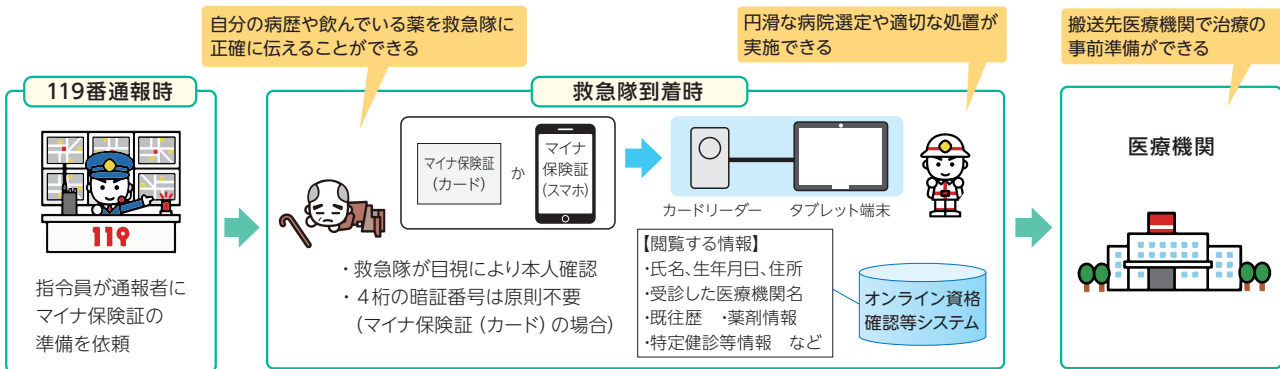 自分の病歴や飲んでいる薬を救急隊に
正確に伝えることができる
円滑な病院選定や適切な処置が
実施できる
搬送先医療機関で治療の
事前準備ができる
119番通報時
119
指令員が通報者に
マイナ保険証の
準備を依頼
救急隊到着時
マイナ保険証
(カード)
か
マイナ
保険証
(スマホ)
カードリーダー
タブレット端末
・救急隊が目視により本人確認
・４桁の暗証番号は原則不要
(マイナ保険証 (カード) の場合)
【閲覧する情報】
・氏名、生年月日、住所
・受診した医療機関名
・既往歴　・薬剤情報
・特定健診等情報　など
オンライン資格
確認等システム
医療機関